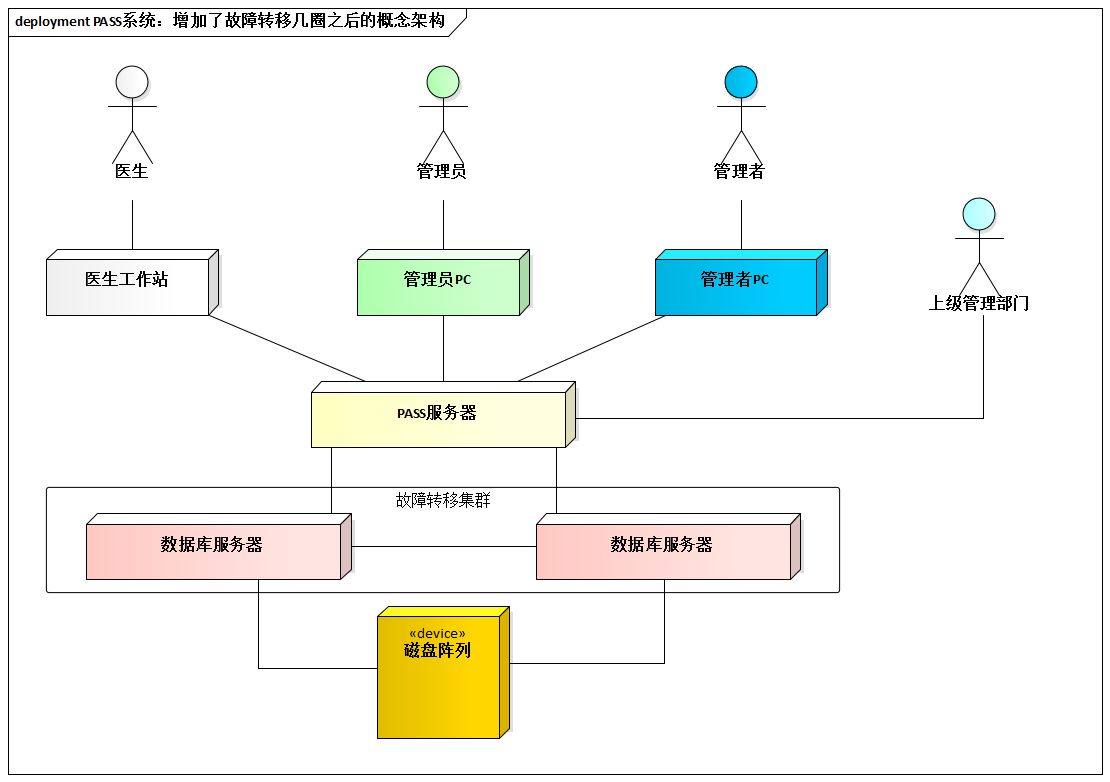 deployment PASS系统：增加了故障转移几圈之后的概念架构
医生
管理员
管理者
上级管理部门
医生工作站
管理员PC
管理者PC
PASS服务器
故障转移集群
数据库服务器
数据库服务器
«device»
磁盘阵列